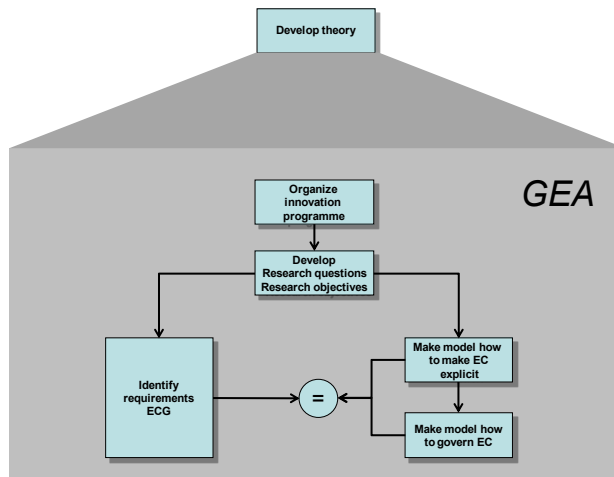 Develop theory
GEA
Organize
innovation
programme
Develop
Research questions
Research objectives
Identify
requirements
ECG
=
Make model how
to make EC
explicit
Make model how
to govern EC